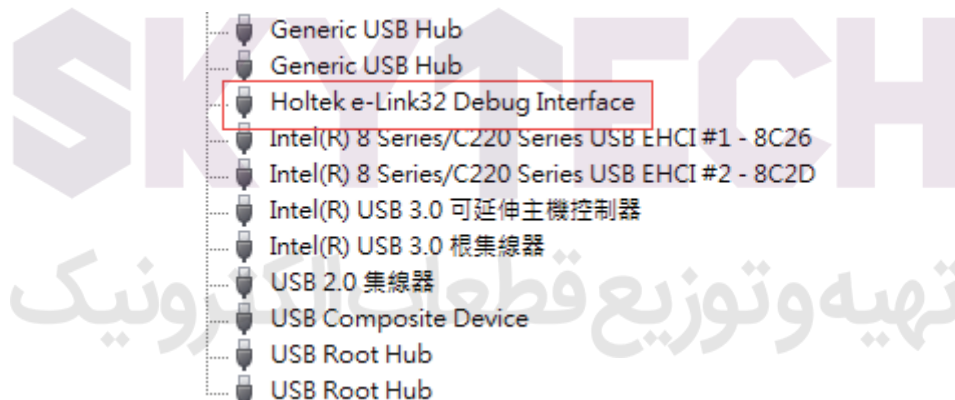 SKYTECH
Generic USB Hub
Generic USB Hub
Holtek e-Link32 Debug Interface
Intel(R) 8 Series/C220 Series USB EHCI #1 - 8C26
Intel(R) 8 Series/C220 Series USB EHCI #2 - 8C2D
Intel(R) USB 3.0 可延伸主機控制器
Intel(R) USB 3.0 根集線器
USB 2.0 集線器
تهیه و توزیع قطعات الکترونیک
USB Composite Device
USB Root Hub
USB Root Hub